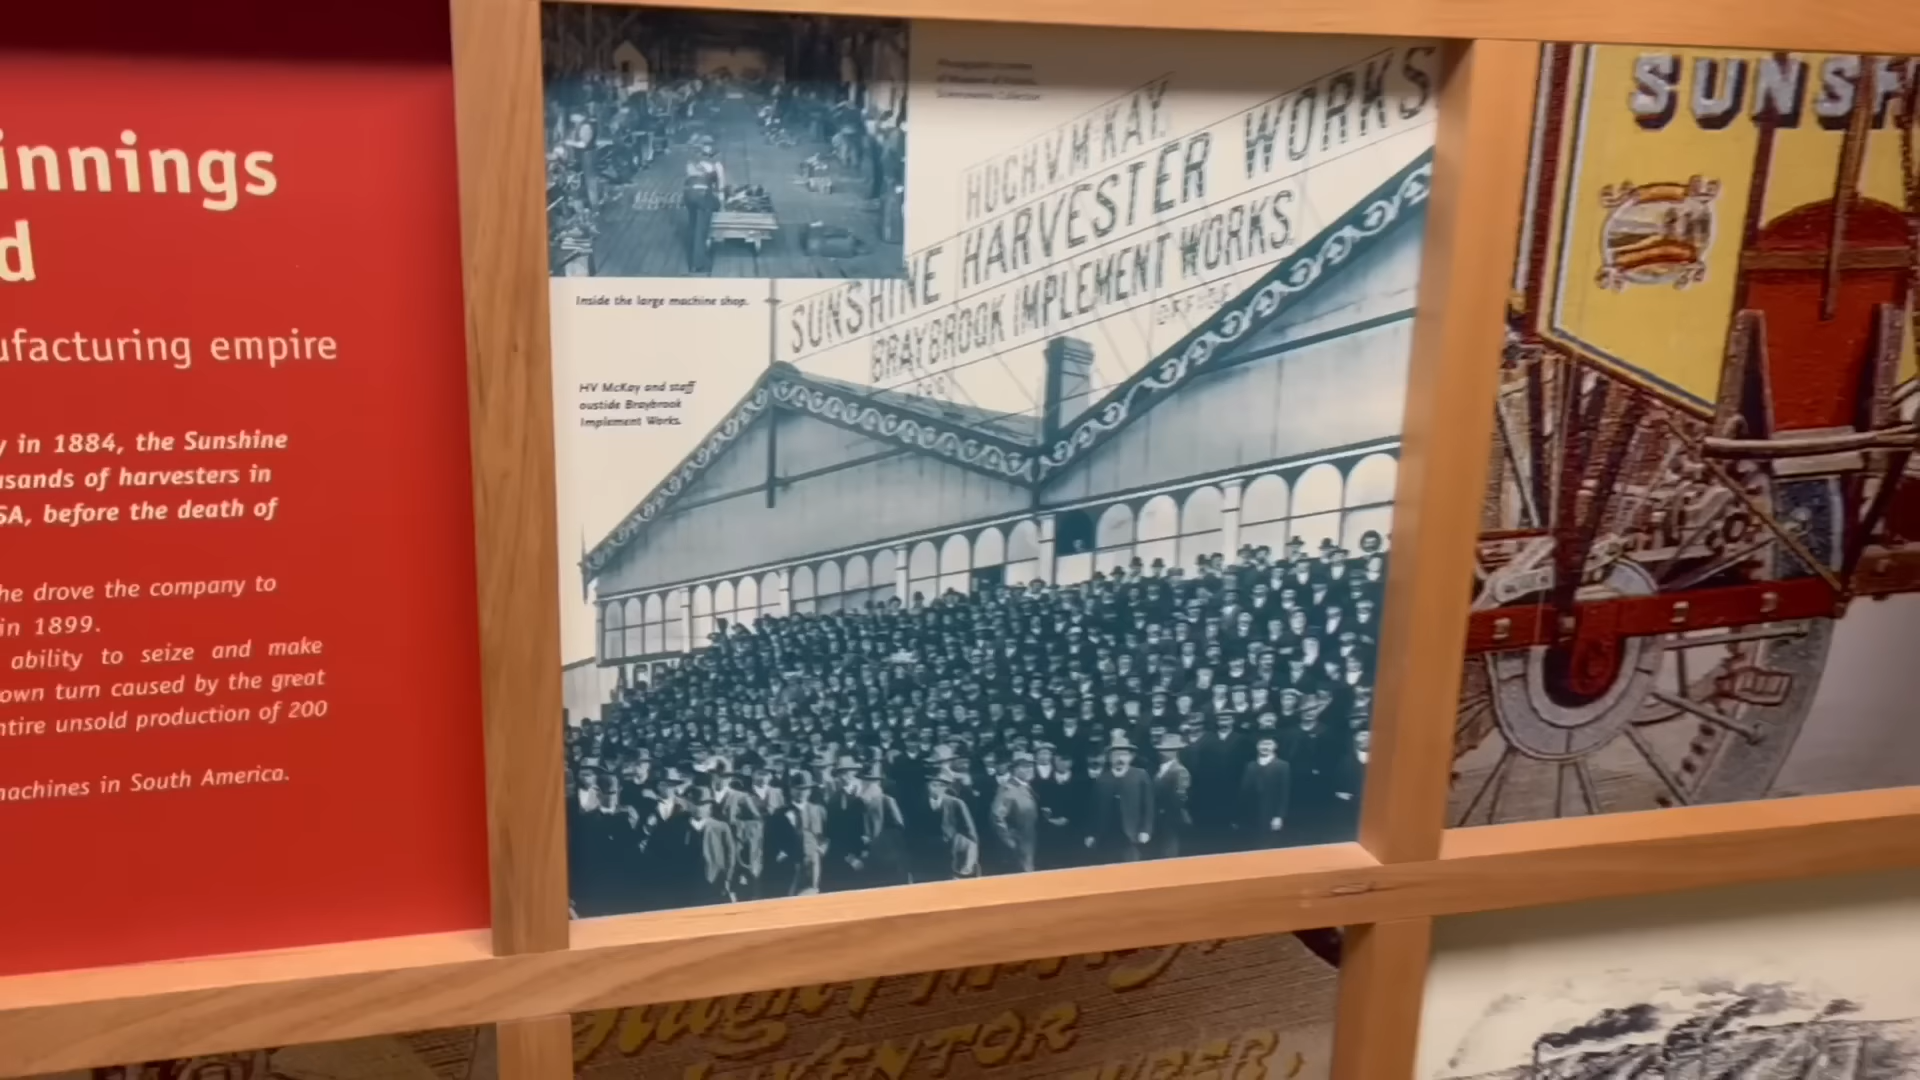 innings
d
ufacturing empire
y in 1884, the Sunshine
usands of harvesters in
SA, before the death of
he drove the company to
in 1899.
ability to seize and make
own turn caused by the great
ntire unsold production of 200
machines in South America.
Inside the large machine shop.
HV McKay and staff
oustide Braybrook
Implement Works.
HUGH.V.McKAY.
SUNSHINE HARVESTER WORKS
BRAYBROOK IMPLEMENT WORKS.
OFFICE
SUNSH
INVENTOR